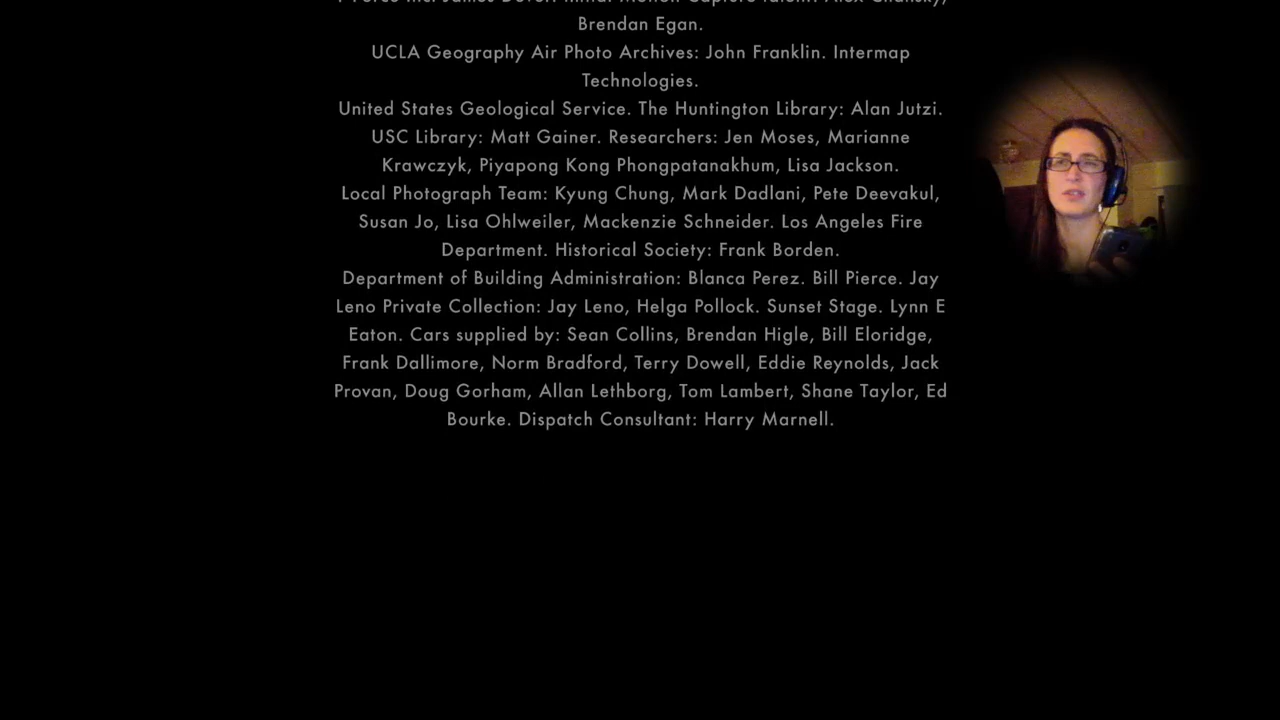 Brendan Egan.
UCLA Geography Air Photo Archives: John Franklin. Intermap
Technologies.
United States Geological Service. The Huntington Library: Alan Jutzi.
USC Library: Matt Gainer. Researchers: Jen Moses, Marianne
Krawczyk, Piyapong Kong Phongpatanakhum, Lisa Jackson.
Local Photograph Team: Kyung Chung, Mark Dadlani, Pete Deevakul,
Susan Jo, Lisa Ohlweiler, Mackenzie Schneider. Los Angeles Fire
Department. Historical Society: Frank Borden.
Department of Building Administration: Blanca Perez. Bill Pierce. Jay
Leno Private Collection: Jay Leno, Helga Pollock. Sunset Stage. Lynn E
Eaton. Cars supplied by: Sean Collins, Brendan Higle, Bill Eloridge,
Frank Dallimore, Norm Bradford, Terry Dowell, Eddie Reynolds, Jack
Provan, Doug Gorham, Allan Lethborg, Tom Lambert, Shane Taylor, Ed
Bourke. Dispatch Consultant: Harry Marnell.